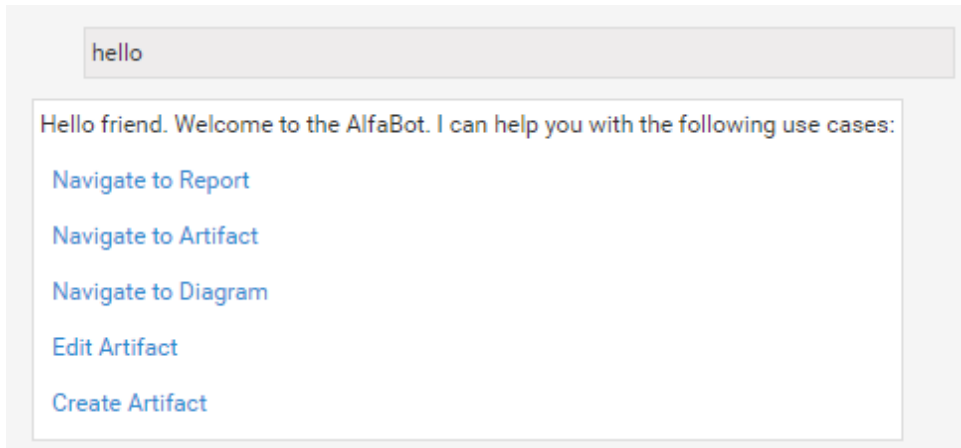 hello
Hello friend. Welcome to the AlfaBot. I can help you with the following use cases:
Navigate to Report
Navigate to Artifact
Navigate to Diagram
Edit Artifact
Create Artifact